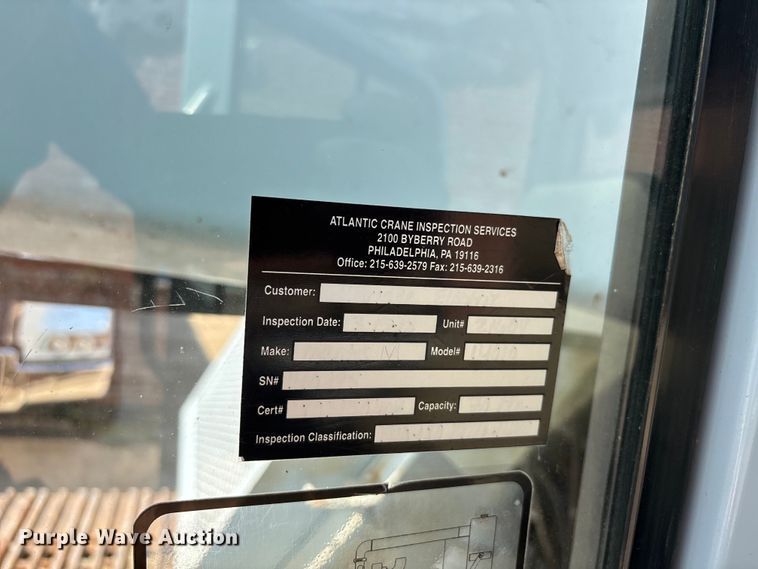 ATLANTIC CRANE INSPECTION SERVICES
2100 BYBERRY ROAD
PHILADELPHIA, PA 19116
Office: 215-639-2579 Fax: 215-639-2316
Customer:
Inspection Date: Unit#
Make: Model#
SN#
Cert# Capacity:
Inspection Classification:
Purple Wave Auction